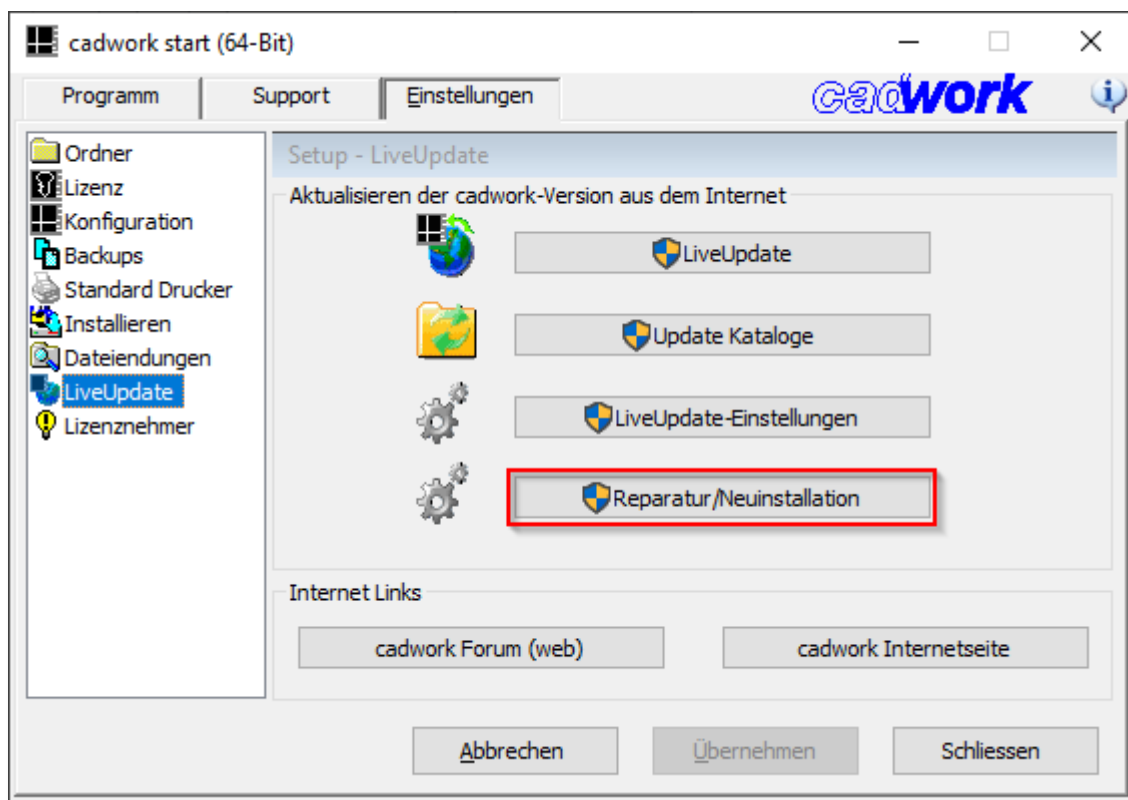 cadwork start (64-Bit)
Programm Support Einstellungen cadwork
Ordner
Lizenz
Konfiguration
Backups
Standard Drucker
Installieren
Dateiendungen
LiveUpdate
Lizenznehmer
Setup - LiveUpdate
Aktualisieren der cadwork-Version aus dem Internet
LiveUpdate
Update Kataloge
LiveUpdate-Einstellungen
Reparatur/Neuinstallation
Internet Links
cadwork Forum (web) cadwork Internetseite
Abbrechen Übernehmen Schliessen